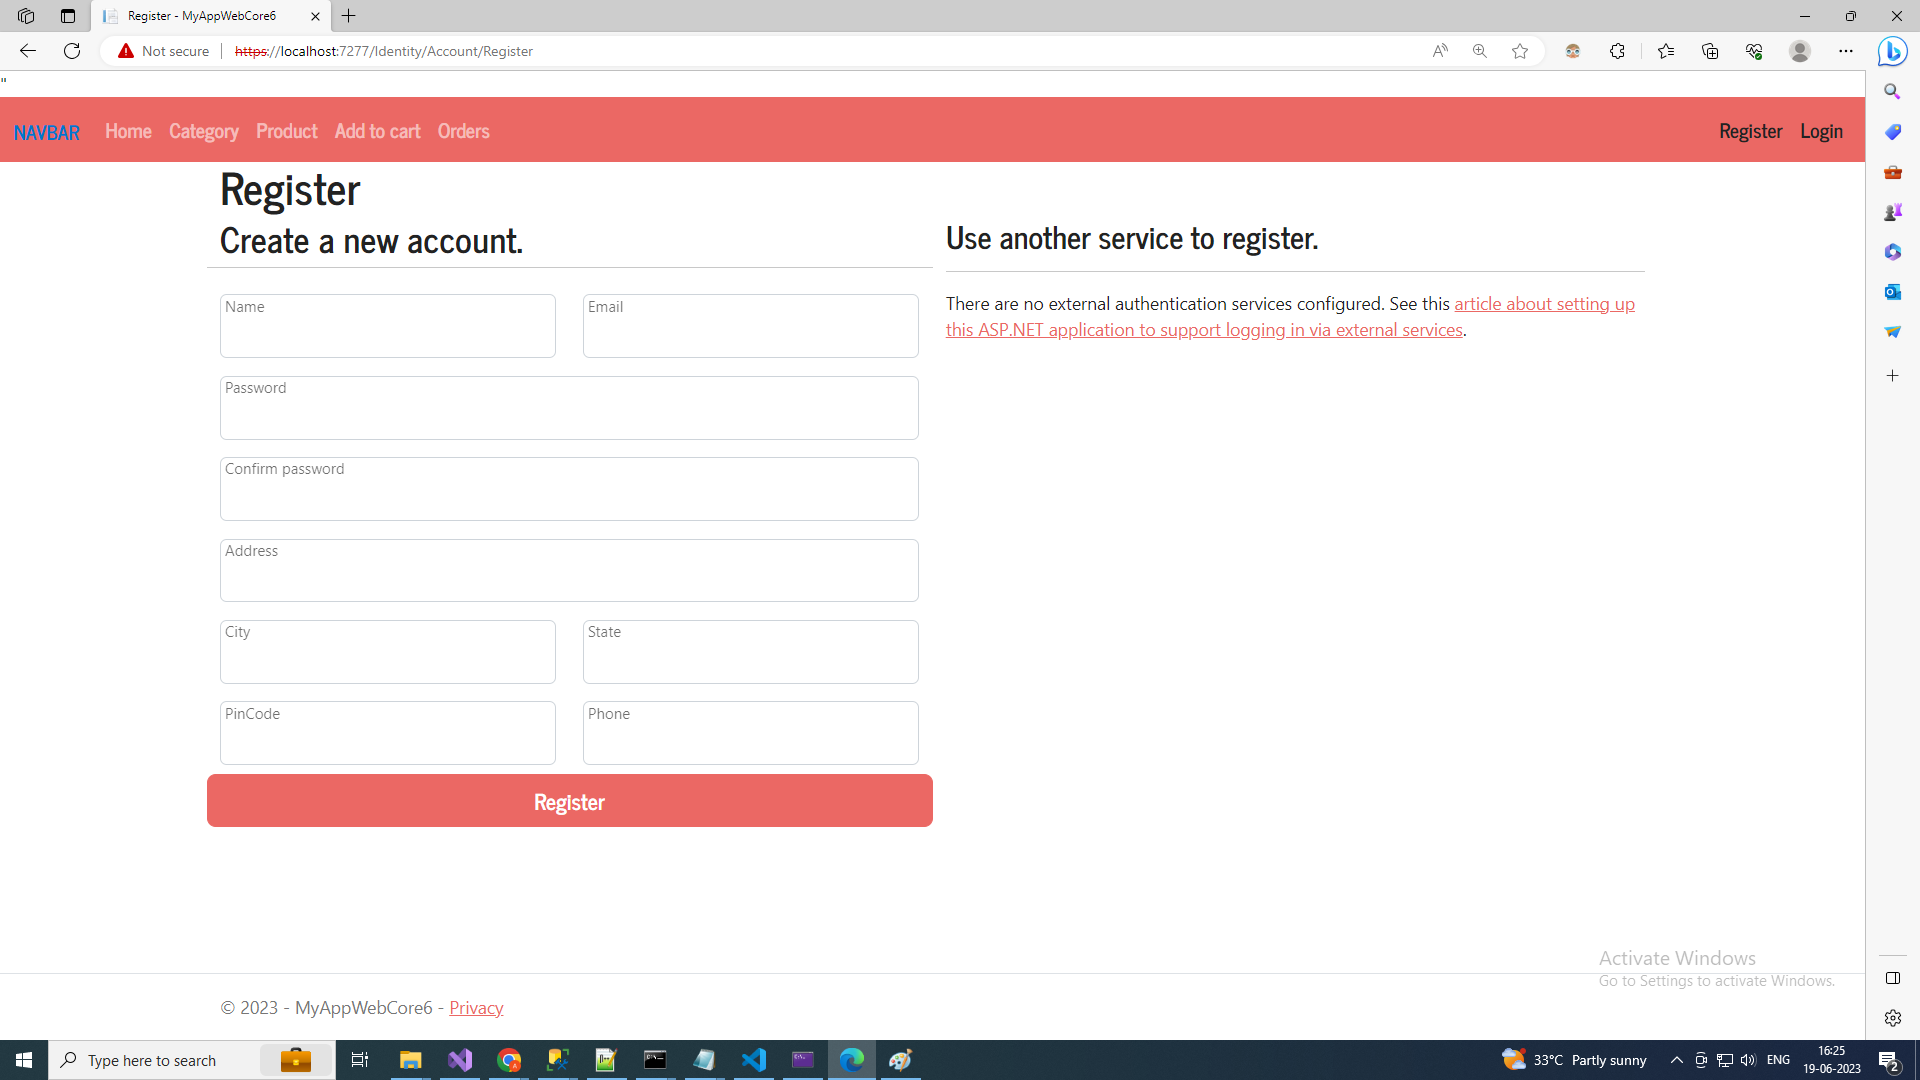 Register - MyAppWebCore6
Not secure https://localhost:7277/Identity/Account/Register
"
NAVBAR Home Category Product Add to cart Orders Register Login
Register
Create a new account.
Name Email
Password
Confirm password
Address
City State
PinCode Phone
Register
Use another service to register.
There are no external authentication services configured. See this article about setting up
this ASP.NET application to support logging in via external services.
Activate Windows
Go to Settings to activate Windows.
© 2023 - MyAppWebCore6 - Privacy
Type here to search
33°C Partly sunny
ENG
16:25
19-06-2023
2